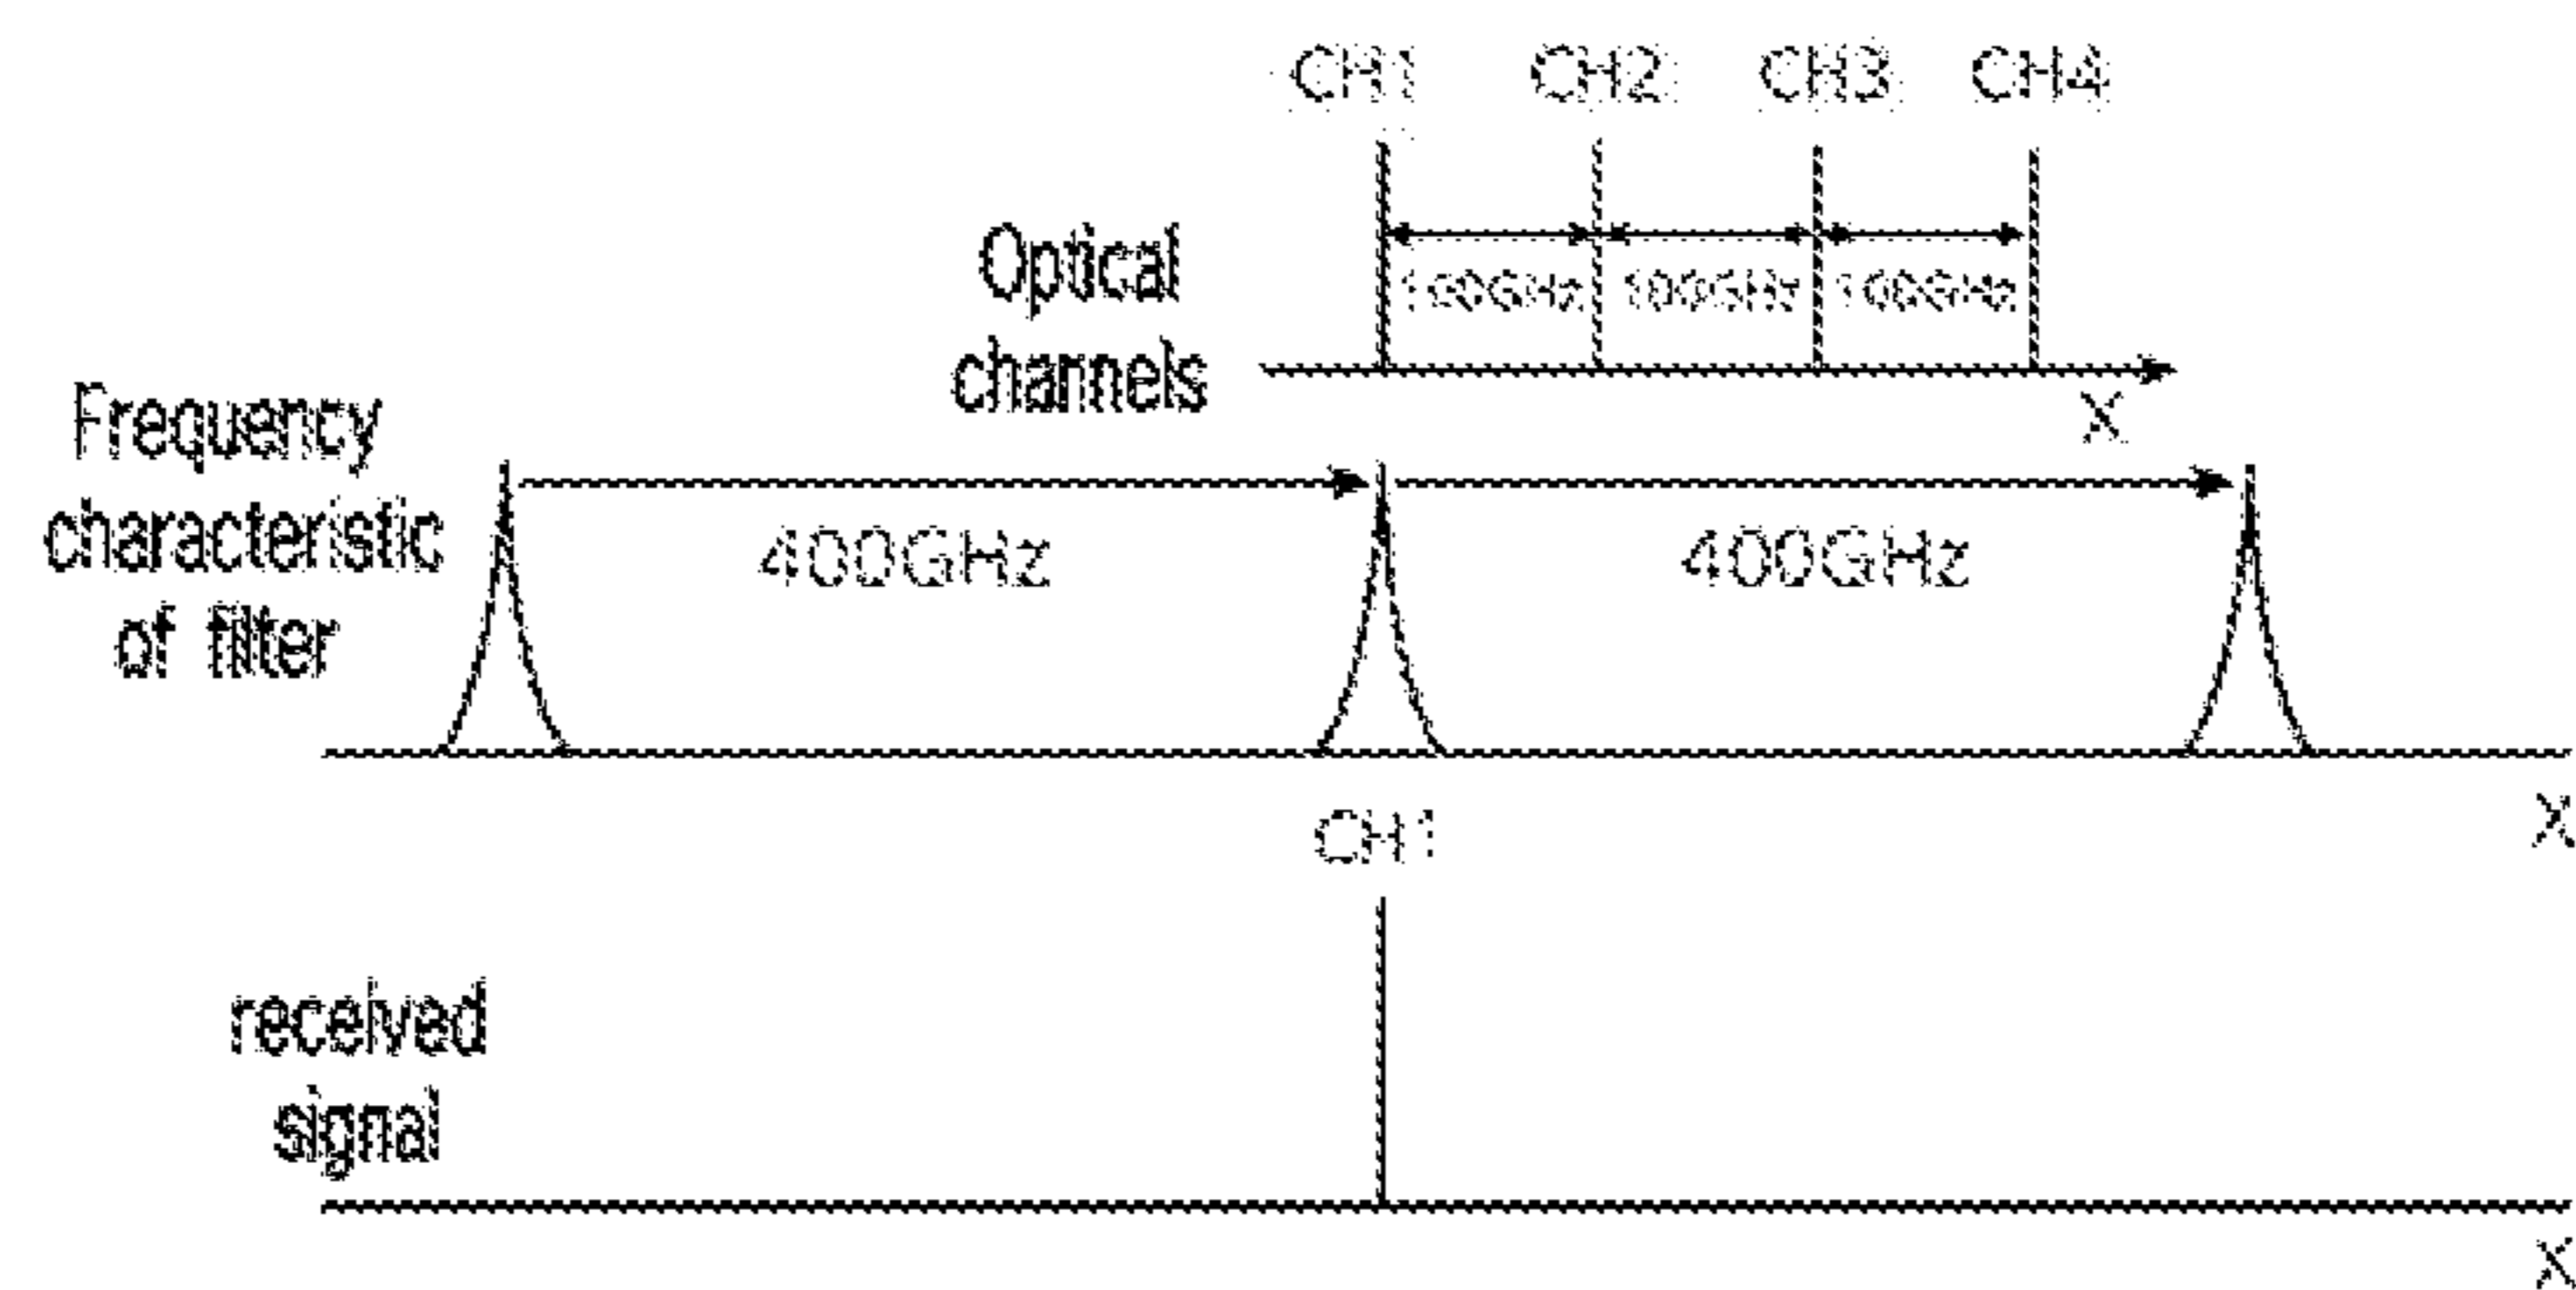 CH1 CH2 CH3 CH4
Optical
channels
100GHz 100GHz 100GHz
X
Frequency
characteristic
of filter
400GHz 400GHz
X
CH1
received
signal
X